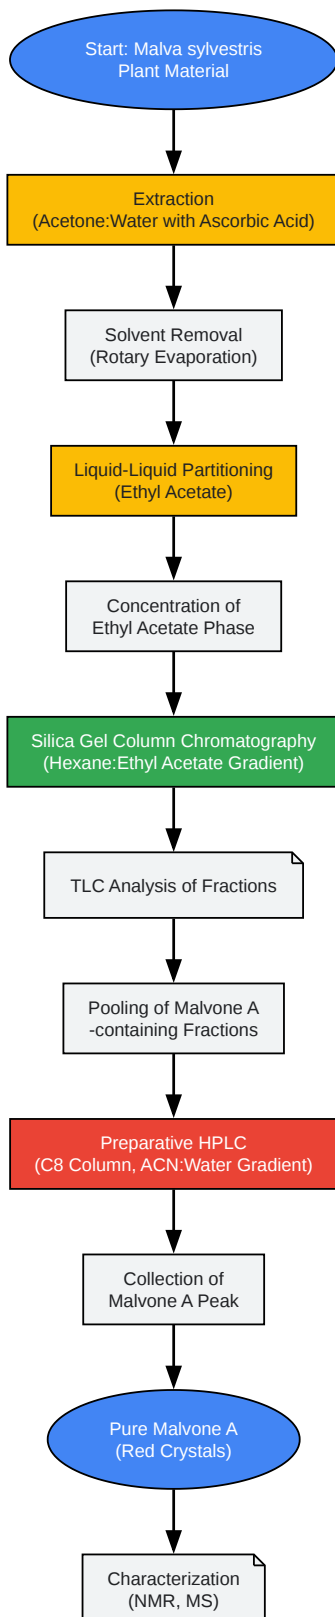 Start: Malva sylvestris
Plant Material
Extraction
(Acetone:Water with Ascorbic Acid)
Solvent Removal
(Rotary Evaporation)
Liquid-Liquid Partitioning
(Ethyl Acetate)
Concentration of
Ethyl Acetate Phase
Silica Gel Column Chromatography
(Hexane:Ethyl Acetate Gradient)
TLC Analysis of Fractions
Pooling of Malvone A
-containing Fractions
Preparative HPLC
(C8 Column, ACN:Water Gradient)
Collection of
Malvone A Peak
Pure Malvone A
(Red Crystals)
Characterization
(NMR, MS)